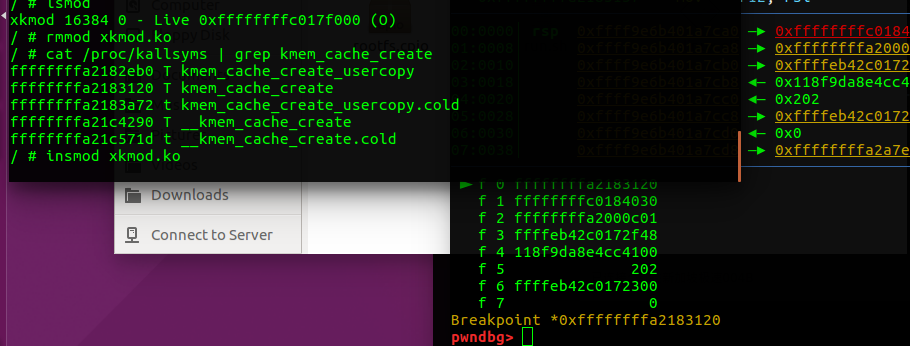 / # lsmod
xkmod 16384 0 - Live 0xffffffffc017f000 (O)
/ # rmmod xkmod.ko
/ # cat /proc/kallsyms | grep kmem_cache_create
ffffffffa2182eb0 T kmem_cache_create_usercopy
ffffffffa2183120 T kmem_cache_create
ffffffffa2183a72 t kmem_cache_create_usercopy.cold
ffffffffa21c4290 T __kmem_cache_create
ffffffffa21c571d t __kmem_cache_create.cold
/ # insmod xkmod.ko
Computer
Videos
Downloads
Connect to Server
rsp
0xffffffffc0184
0xffffffffa2000
0xffffeb42c0172
0x118f9da8e4cc4
0x202
0xffffeb42c0172
0x0
0xffffffffa2a7e
f 0 ffffffffa2183120
f 1 ffffffffc0184030
f 2 ffffffffa2000c01
f 3 ffffeb42c0172f48
f 4 118f9da8e4cc4100
f 5 202
f 6 ffffeb42c0172300
f 7 0
Breakpoint *0xffffffffa2183120
pwndbg>